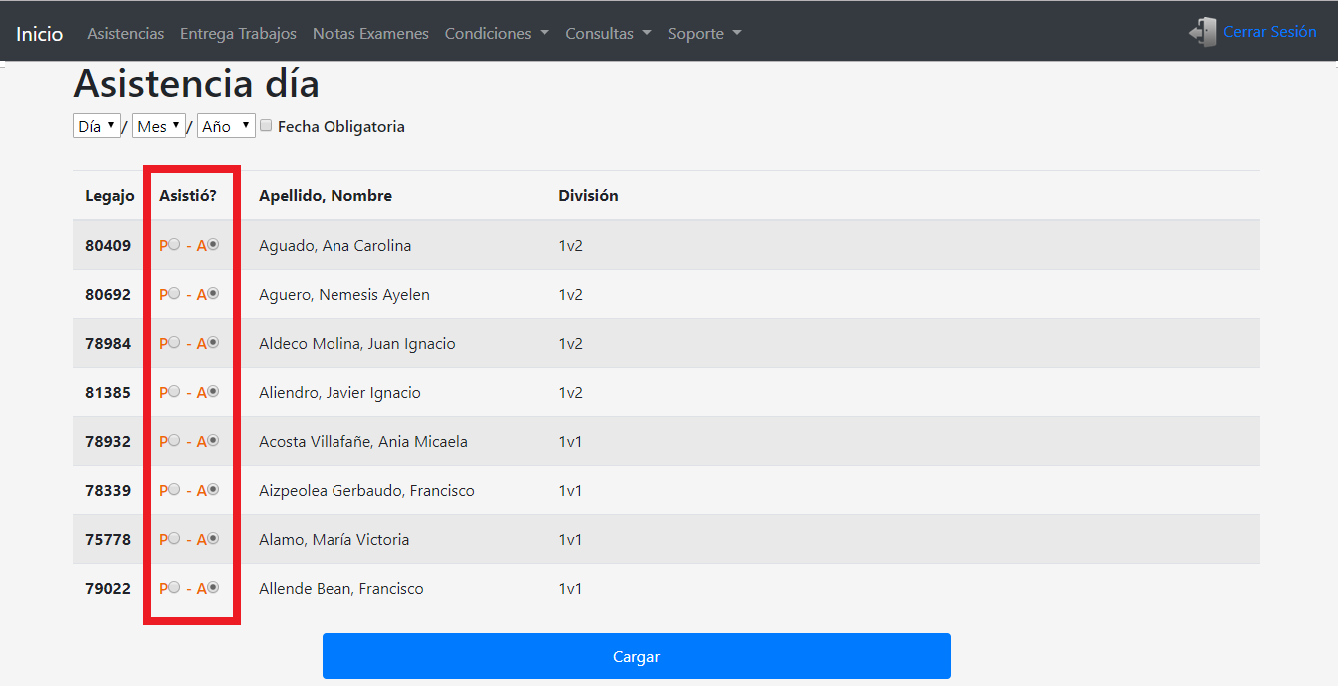 Inicio Asistencias Entrega Trabajos Notas Examenes Condiciones Consultas Soporte Cerrar Sesión
Asistencia día
Día / Mes / Año Fecha Obligatoria
Legajo Asistió? Apellido, Nombre División
80409 P - A Aguado, Ana Carolina 1v2
80692 P - A Aguero, Nemesis Ayelen 1v2
78984 P - A Aldeco Molina, Juan Ignacio 1v2
81385 P - A Aliendro, Javier Ignacio 1v2
78932 P - A Acosta Villafañe, Ania Micaela 1v1
78339 P - A Aizpeolea Gerbaudo, Francisco 1v1
75778 P - A Alamo, María Victoria 1v1
79022 P - A Allende Bean, Francisco 1v1
Cargar